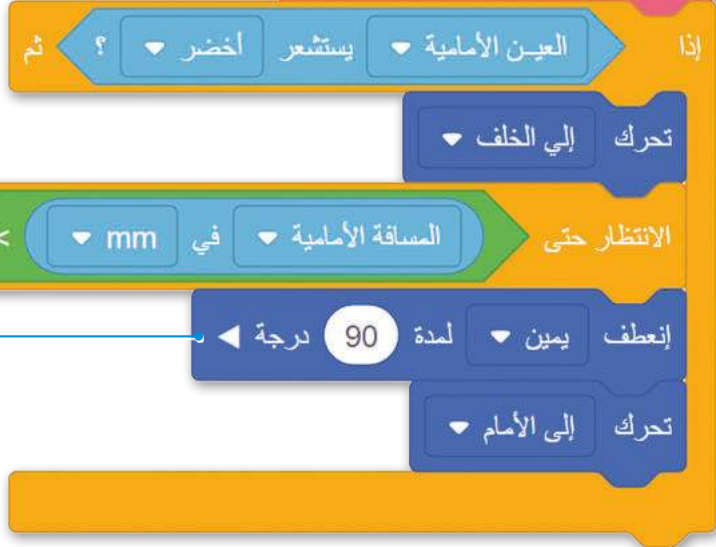 إذا العيـن الأمامية يستشعر أخضر ؟ ثم
تحرك إلي الخلف
الانتظار حتى المسافة الأمامية في mm >
إنعطف يمين لمدة 90 درجة
تحرك إلى الأمام